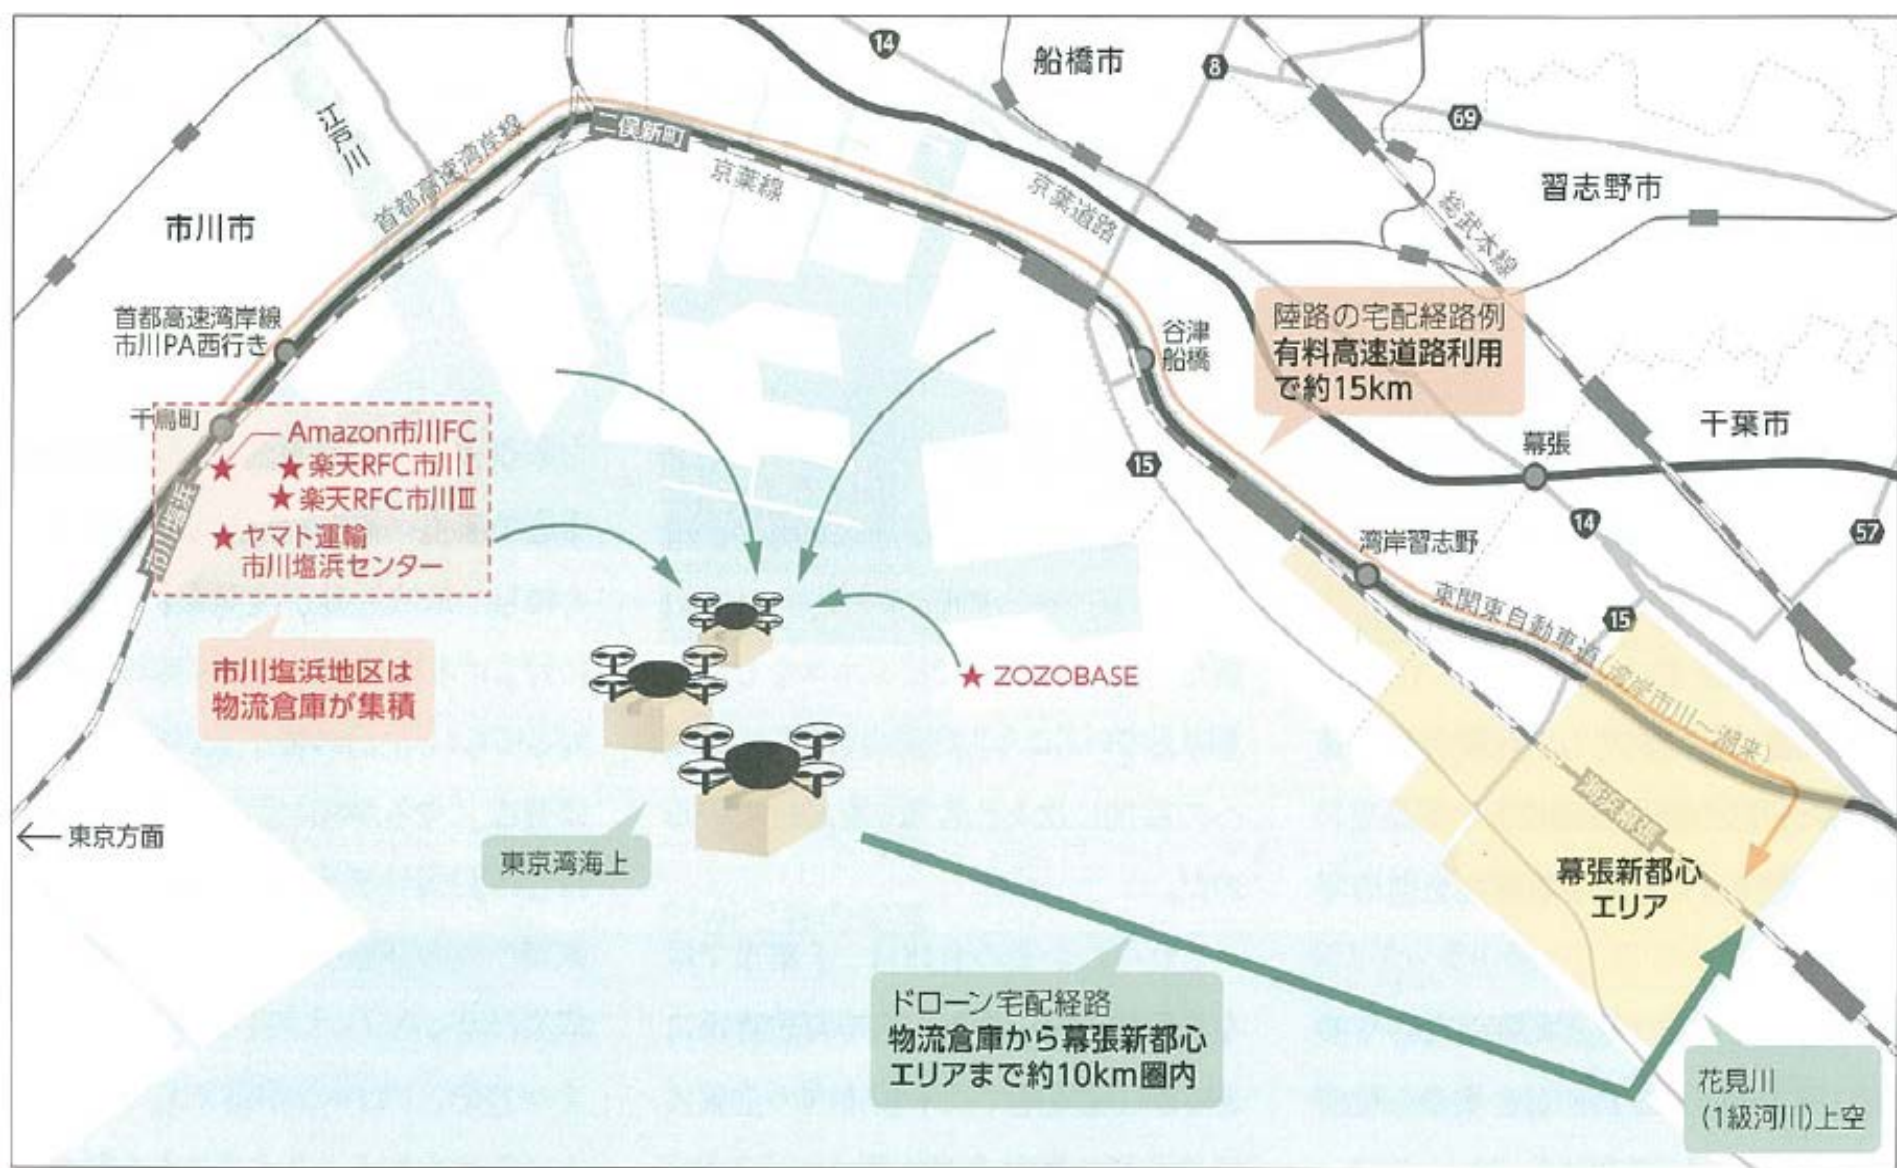 14
船橋市
8
69
江戸川
二俣新町
首都高速湾岸線
京葉線
京葉道路
習志野市
総武本線
市川市
首都高速湾岸線
市川PA西行き
谷津
船橋
陸路の宅配経路例
有料高速道路利用
で約15km
千葉市
千鳥町
Amazon市川FC
楽天RFC市川Ⅰ
楽天RFC市川Ⅲ
ヤマト運輸
市川塩浜センター
市川塩浜
15
幕張
14
57
湾岸習志野
東関東自動車道(湾岸市川〜潮来)
15
市川塩浜地区は
物流倉庫が集積
ZOZOBASE
海浜幕張
←東京方面
東京湾海上
幕張新都心
エリア
ドローン宅配経路
物流倉庫から幕張新都心
エリアまで約10km圏内
花見川
(1級河川)上空